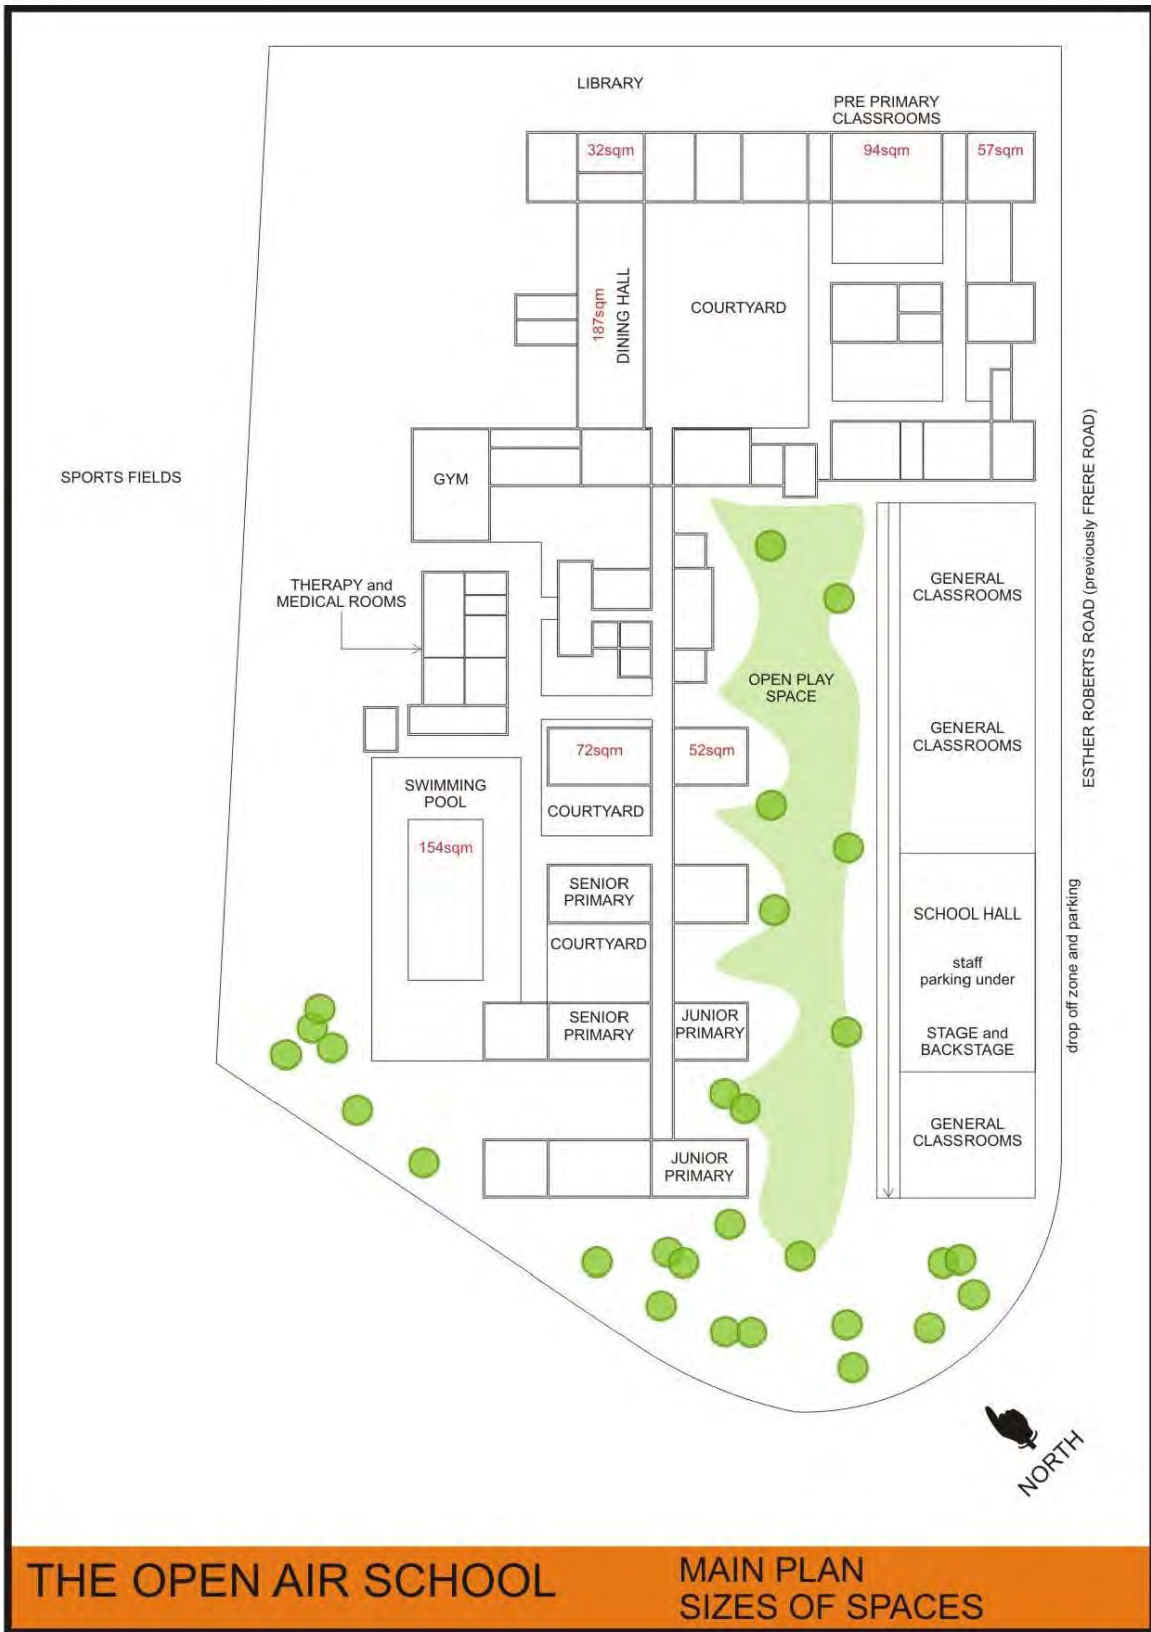 LIBRARY
PRE PRIMARY
CLASSROOMS
32sqm
94sqm
57sqm
187sqm
DINING HALL
COURTYARD
SPORTS FIELDS
GYM
ESTHER ROBERTS ROAD (previously FRERE ROAD)
THERAPY and
MEDICAL ROOMS
GENERAL
CLASSROOMS
OPEN PLAY
SPACE
GENERAL
CLASSROOMS
72sqm
52sqm
SWIMMING
POOL
COURTYARD
154sqm
SENIOR
PRIMARY
COURTYARD
SCHOOL HALL
staff
parking under
drop off zone and parking
SENIOR
PRIMARY
JUNIOR
PRIMARY
STAGE and
BACKSTAGE
GENERAL
CLASSROOMS
JUNIOR
PRIMARY
NORTH
THE OPEN AIR SCHOOL
MAIN PLAN
SIZES OF SPACES